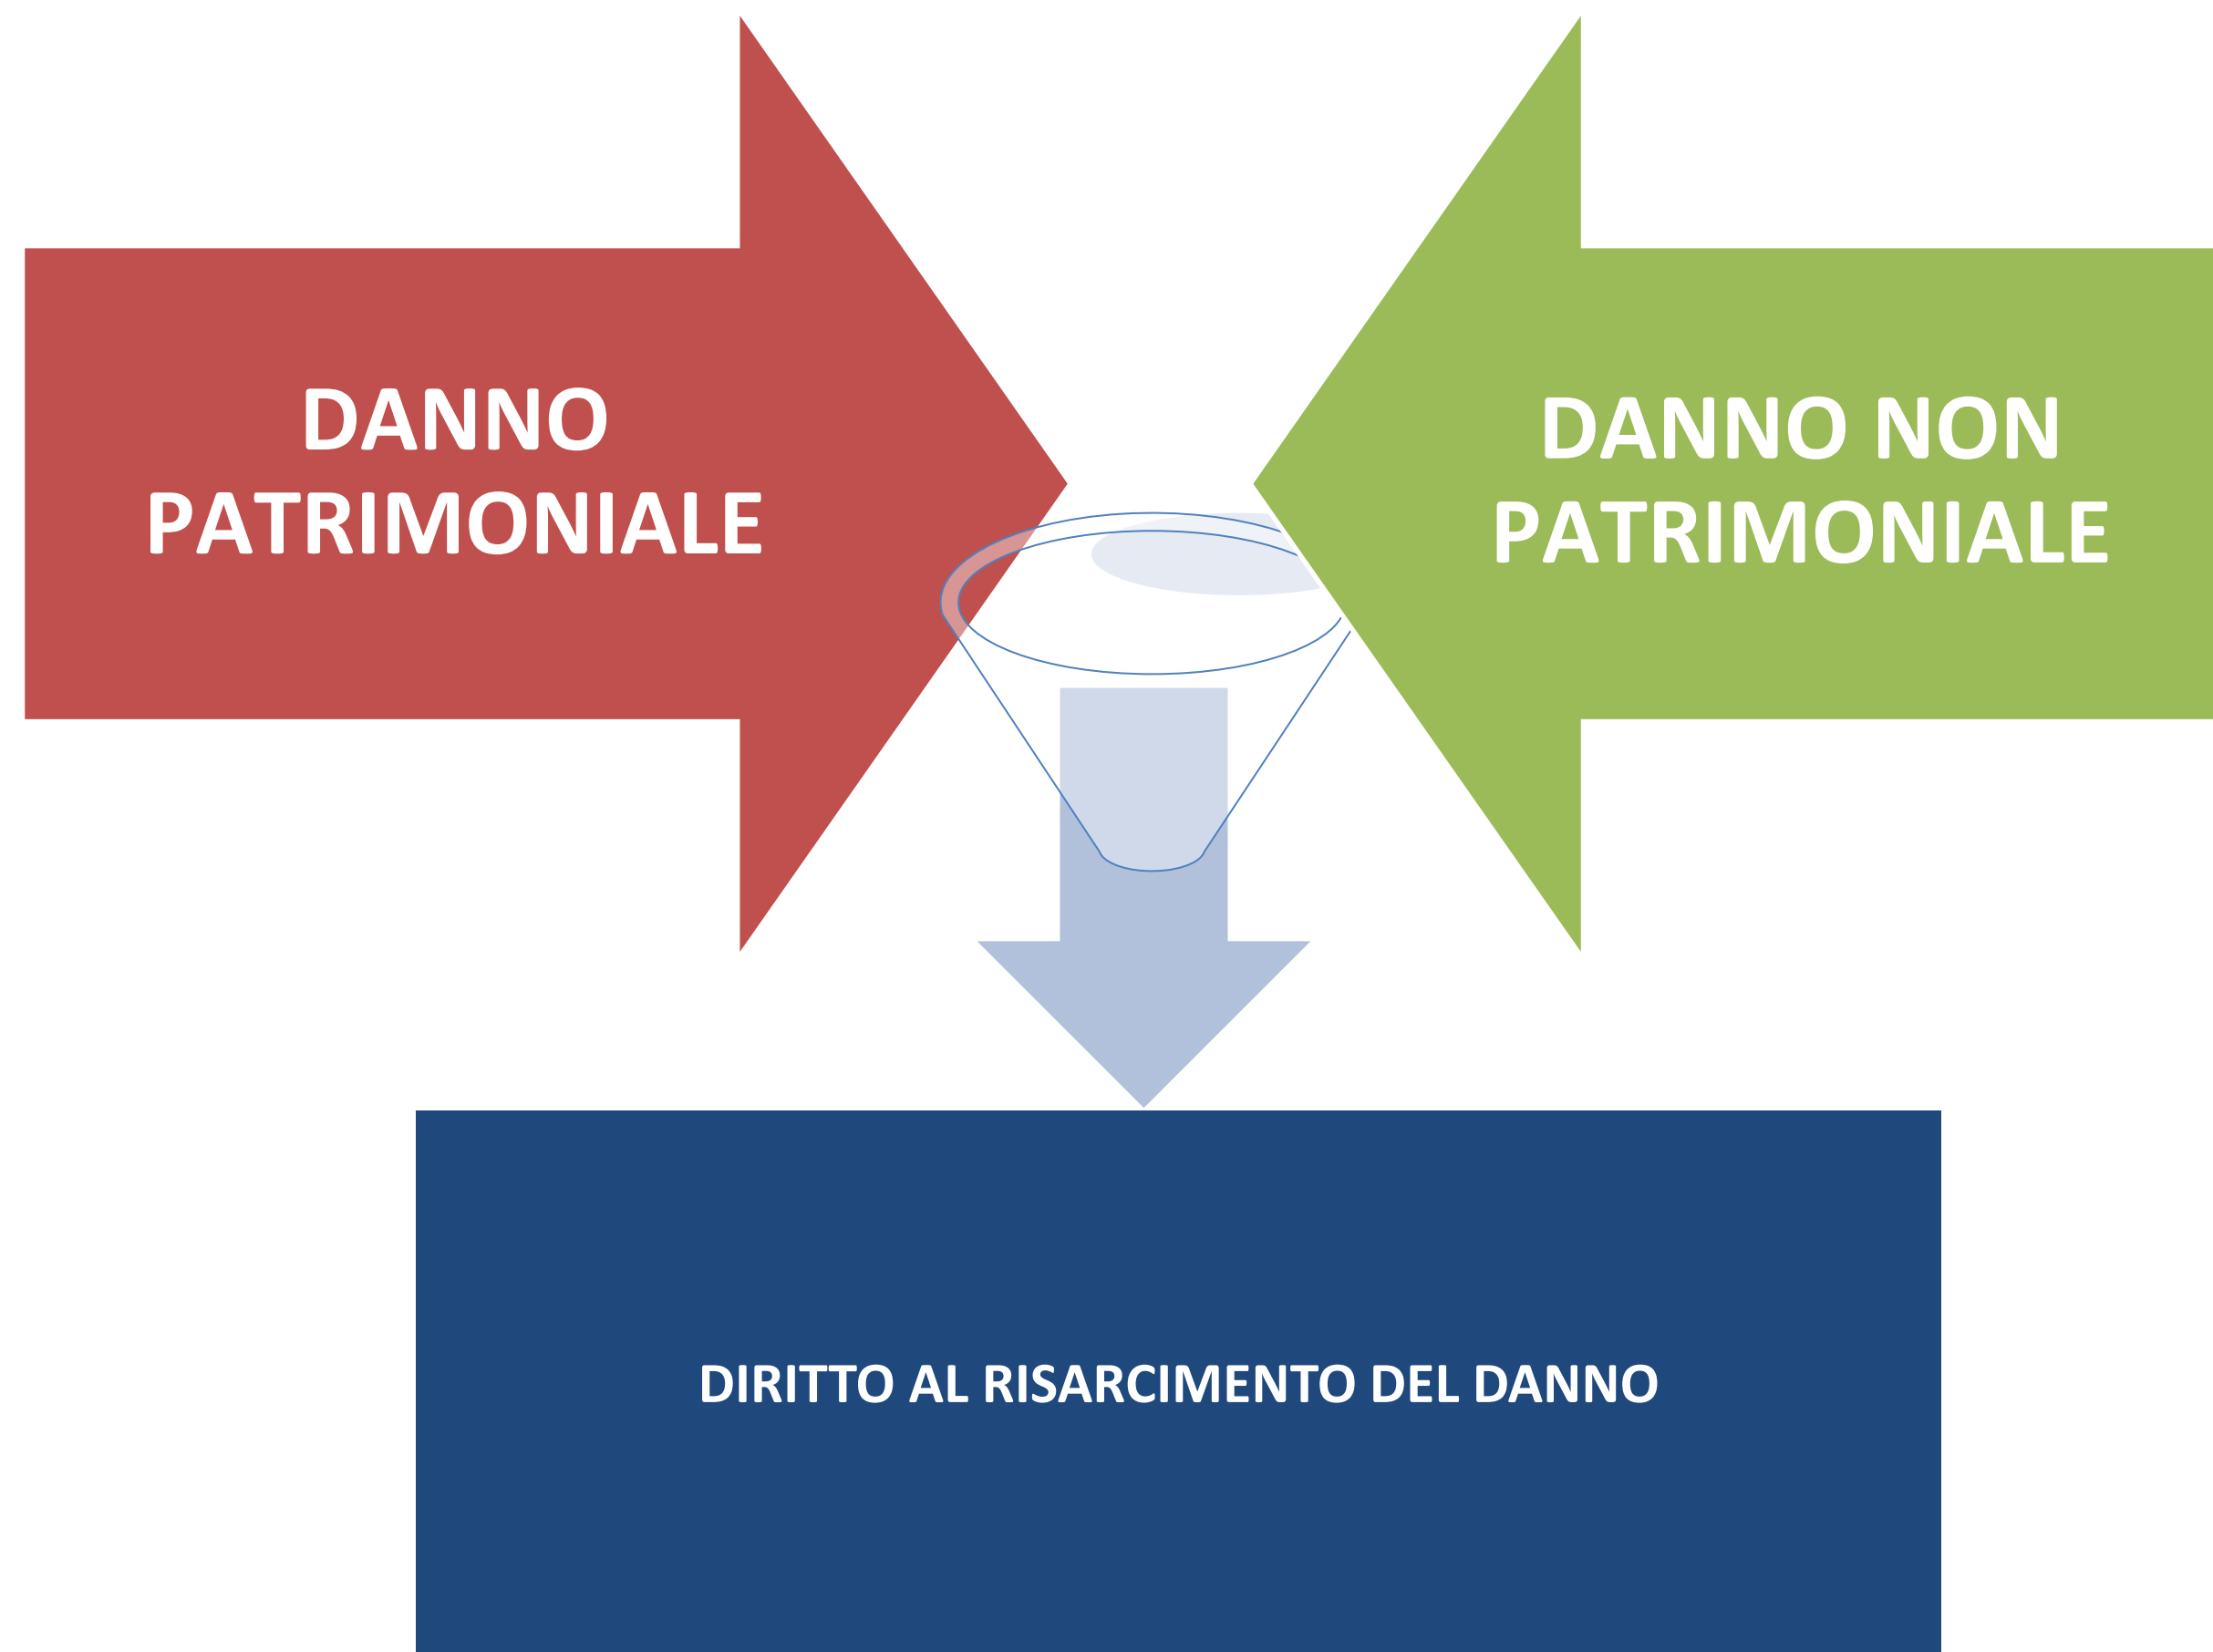 DANNO
PATRIMONIALE
DANNO NON
PATRIMONIALE
DIRITTO AL RISARCIMENTO DEL DANNO